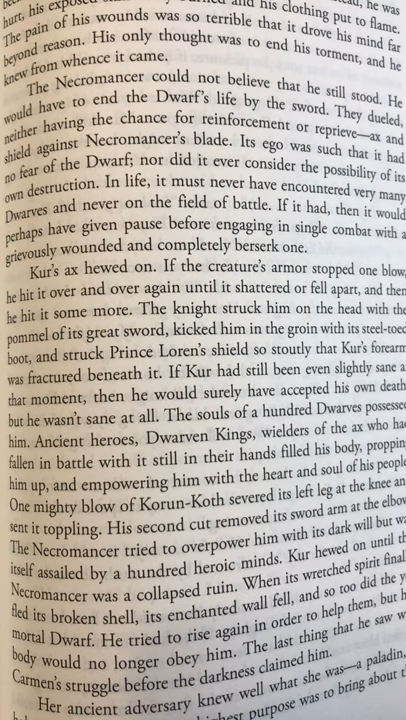 hurt, his exposed and his clothing put to flame.
The pain of his wounds was so terrible that it drove his mind far
beyond reason. His only thought was to end his torment, and he
knew from whence it came.
The Necromancer could not believe that he still stood. He
would have to end the Dwarf's life by the sword. They dueled,
neither having the chance for reinforcement or reprieve—ax and
shield against Necromancer's blade. Its ego was such that it had
no fear of the Dwarf; nor did it ever consider the possibility of its
own destruction. In life, it must never have encountered very many
Dwarves and never on the field of battle. If it had, then it would
perhaps have given pause before engaging in single combat with a
grievously wounded and completely berserk one.
Kur's ax hewed on. If the creature's armor stopped one blow,
he hit it over and over again until it shattered or fell apart, and then
he hit it some more. The knight struck him on the head with the
pommel of its great sword, kicked him in the groin with its steel-toed
boot, and struck Prince Loren's shield so stoutly that Kur's forearm
was fractured beneath it. If Kur had still been even slightly sane a
that moment, then he would surely have accepted his own death
but he wasn't sane at all. The souls of a hundred Dwarves possesse
him. Ancient heroes, Dwarven Kings, wielders of the ax who ha
fallen in battle with it still in their hands filled his body, proppin
him up, and empowering him with the heart and soul of his people
One mighty blow of Korun-Koth severed its left leg at the knee an
sent it toppling. His second cut removed its sword arm at the elbow
The Necromancer tried to overpower him with its dark will but wa
itself assailed by a hundred heroic minds. Kur hewed on until th
Necromancer was a collapsed ruin. When its wretched spirit final
fled its broken shell, its enchanted wall fell, and so too did the y
mortal Dwarf. He tried to rise again in order to help them, but h
body would no longer obey him. The last thing that he saw w
Carmen's struggle before the darkness claimed him.
Her ancient adversary knew well what she was—a paladin,
purpose was to bring about t